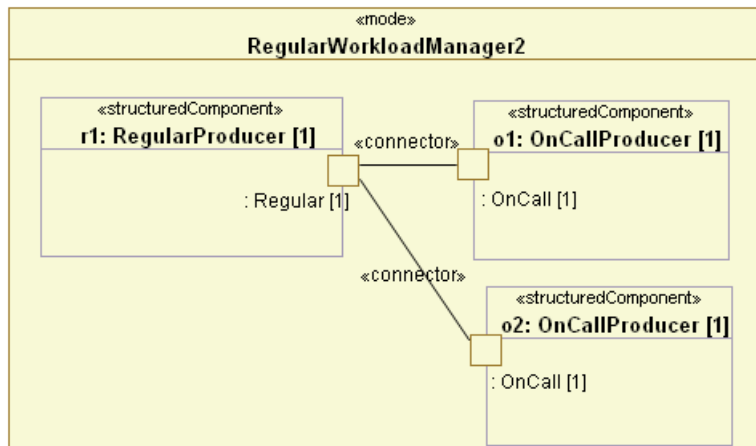 «mode»
RegularWorkloadManager2
«structuredComponent»
r1: RegularProducer [1]
: Regular [1]
«connector»
«structuredComponent»
o1: OnCallProducer [1]
: OnCall [1]
«connector»
«structuredComponent»
o2: OnCallProducer [1]
: OnCall [1]